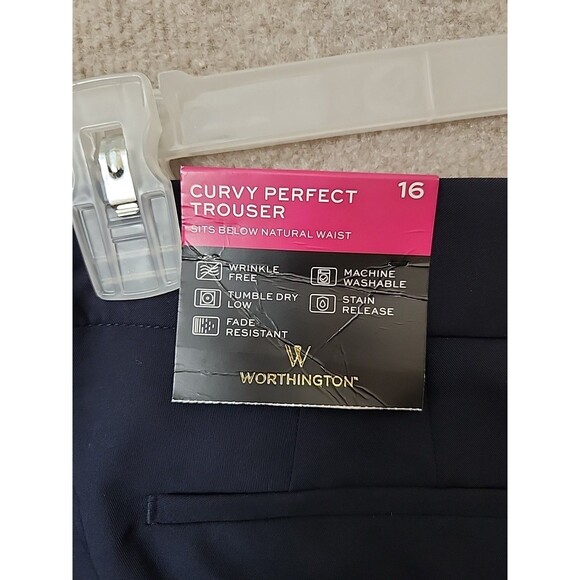 CURVY PERFECT 16
TROUSER
SITS BELOW NATURAL WAIST
WRINKLE
FREE
MACHINE
WASHABLE
TUMBLE DRY
LOW
STAIN
RELEASE
FADE
RESISTANT
W
WORTHINGTON™